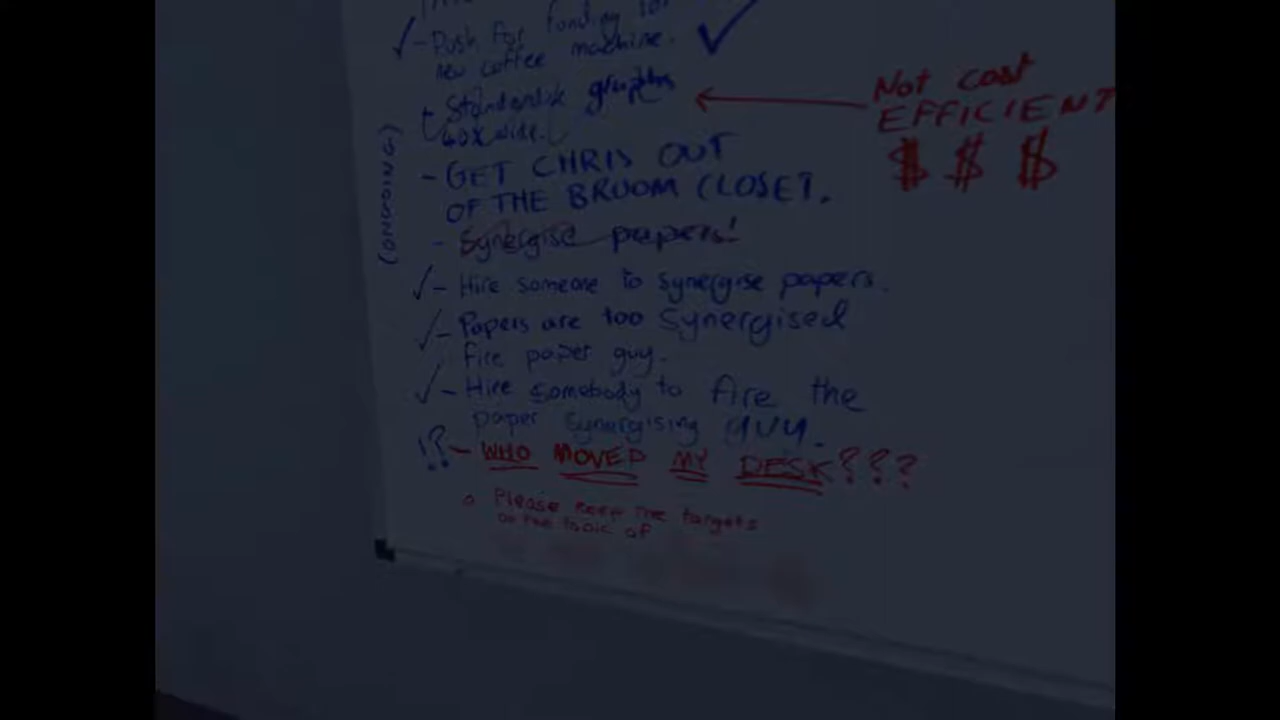 - Push for funding for
new coffee machine.
- Standardise graphs
60% wide.
Not cost
EFFICIENT
$ $ $
(ONGOING)
- GET CHRIS OUT
OF THE BROOM CLOSET.
- Synergise papers!
- Hire someone to synergise papers.
- Papers are too synergised
fire paper guy.
- Hire somebody to fire the
paper synergising guy.
!? - WHO MOVED MY DESK???
Please keep the targets
on the topic of